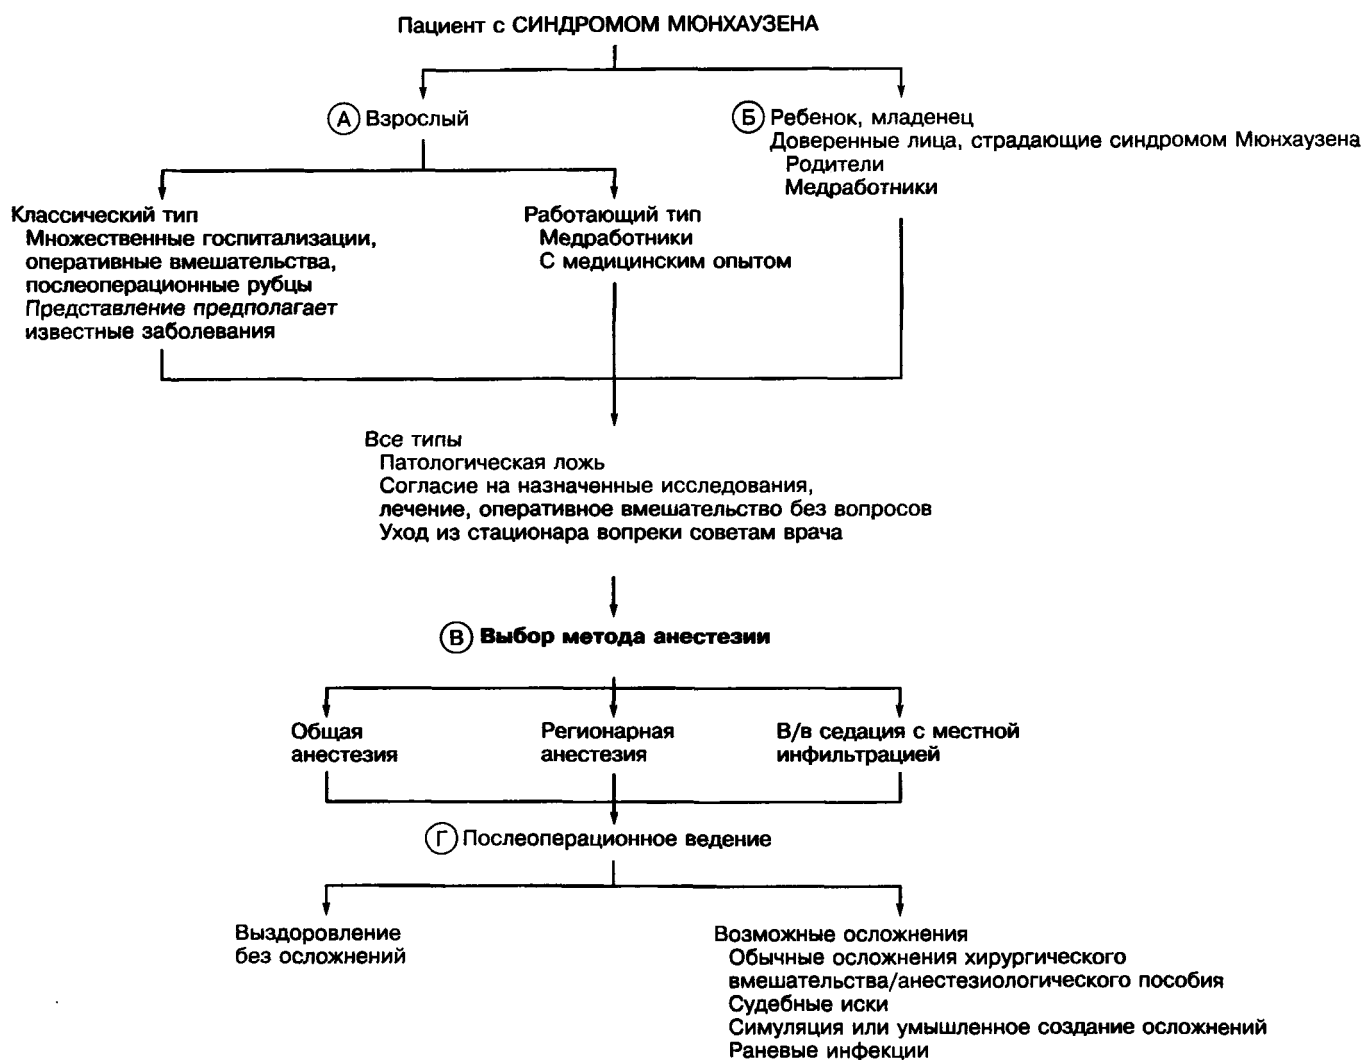 Пациент с СИНДРОМОМ МЮНХАУЗЕНА
А Взрослый
Б Ребенок, младенец
Доверенные лица, страдающие синдромом Мюнхаузена
Родители
Медработники
Классический тип
Множественные госпитализации,
оперативные вмешательства,
послеоперационные рубцы
Представление предполагает
известные заболевания
Работающий тип
Медработники
С медицинским опытом
Все типы
Патологическая ложь
Согласие на назначенные исследования,
лечение, оперативное вмешательство без вопросов
Уход из стационара вопреки советам врача
В Выбор метода анестезии
Общая
анестезия
Регионарная
анестезия
В/в седация с местной
инфильтрацией
Г Послеоперационное ведение
Выздоровление
без осложнений
Возможные осложнения
Обычные осложнения хирургического
вмешательства/анестезиологического пособия
Судебные иски
Симуляция или умышленное создание осложнений
Раневые инфекции